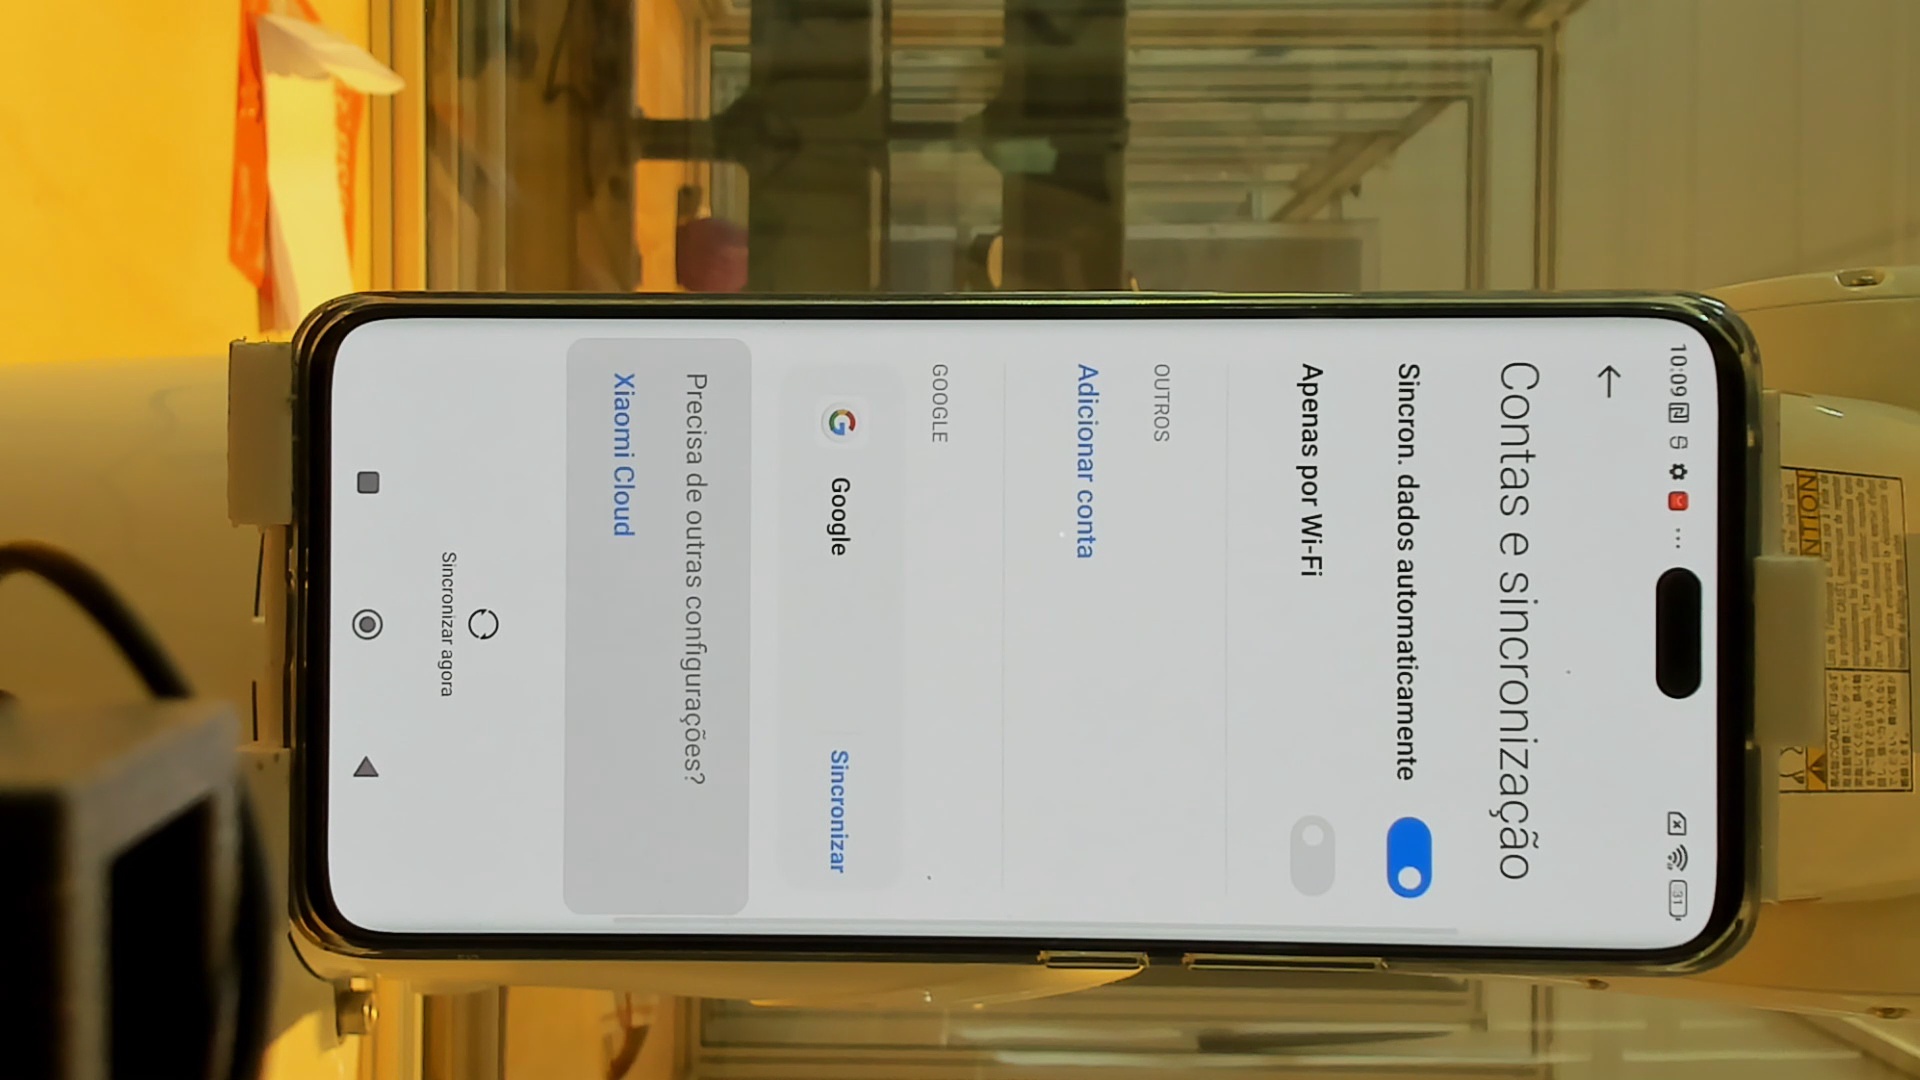 10:09
31
Contas e sincronização
Sincron. dados automaticamente
Apenas por Wi-Fi
OUTROS
Adicionar conta
GOOGLE
Google
Sincronizar
Precisa de outras configurações?
Xiaomi Cloud
Sincronizar agora